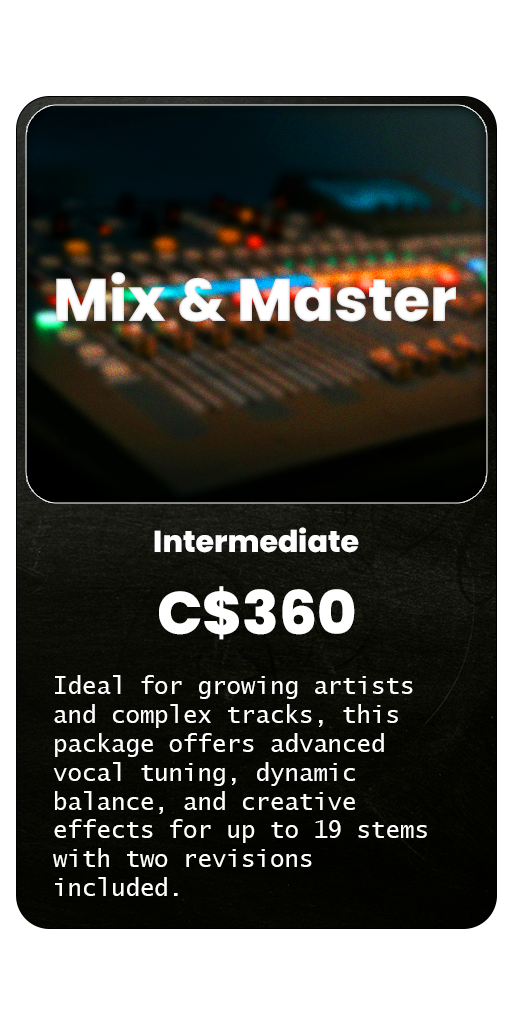 Mix & Master
Intermediate
C$360
Ideal for growing artists
and complex tracks, this
package offers advanced
vocal tuning, dynamic
balance, and creative
effects for up to 19 stems
with two revisions
included.